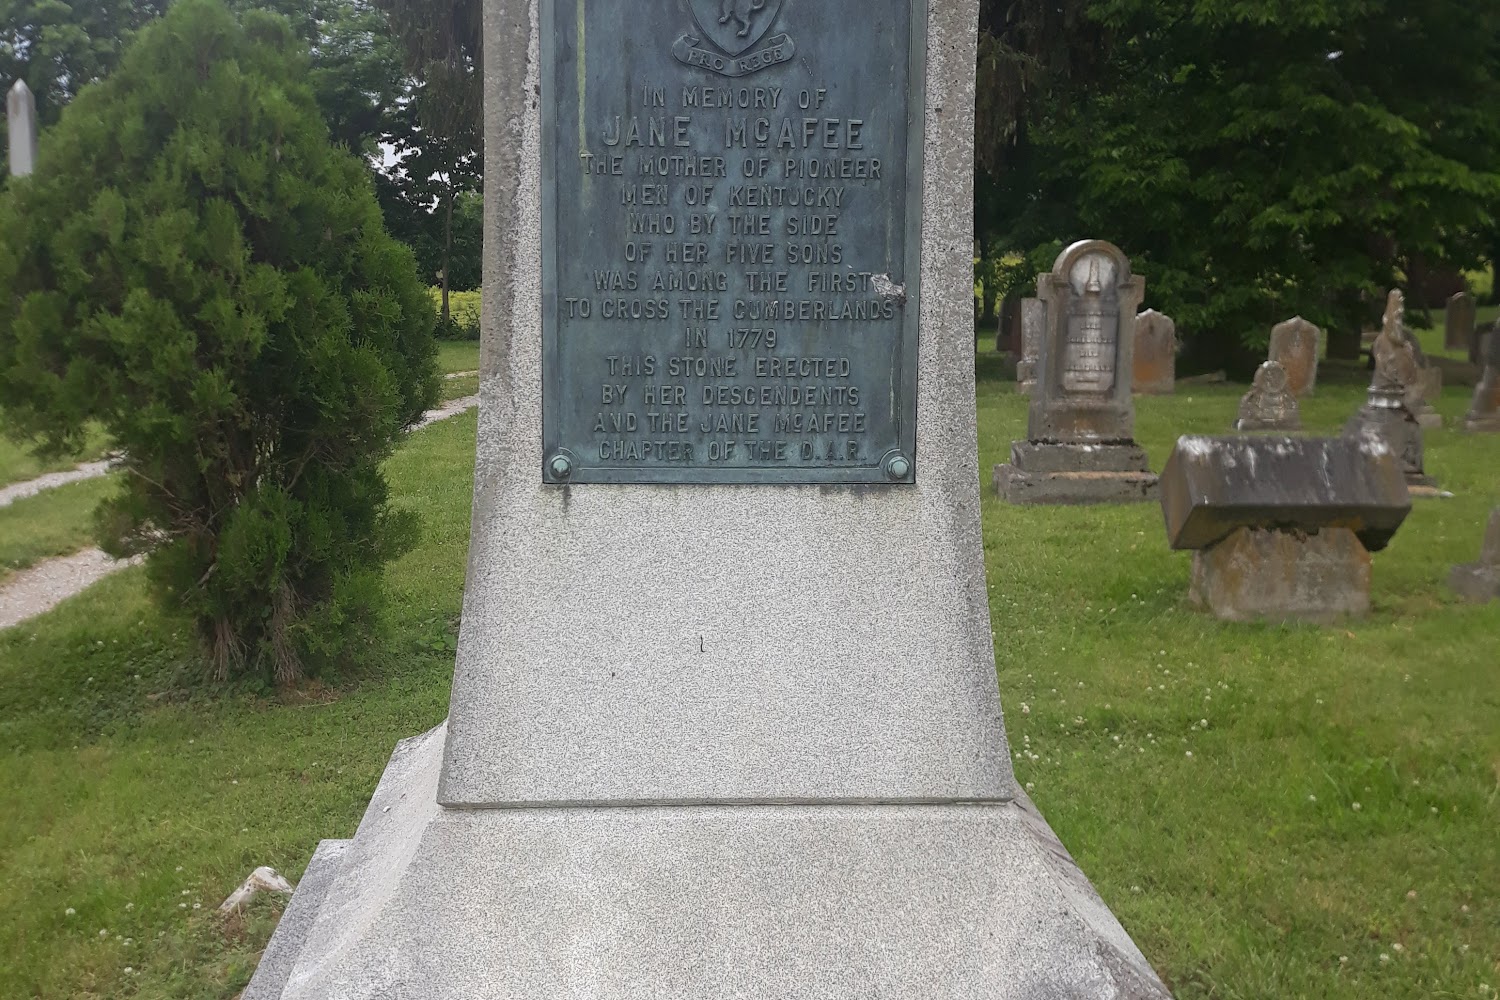 PRO REGE
IN MEMORY OF
JANE McAFEE
THE MOTHER OF PIONEER
MEN OF KENTUCKY
WHO BY THE SIDE
OF HER FIVE SONS
WAS AMONG THE FIRST
TO CROSS THE CUMBERLANDS
IN 1779
THIS STONE ERECTED
BY HER DESCENDENTS
AND THE JANE McAFEE
CHAPTER OF THE D.A.R.